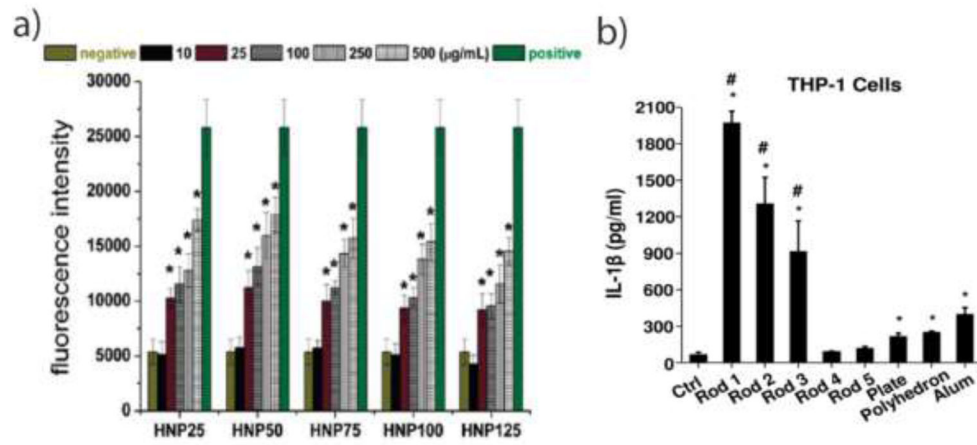 a)
negative 10 25 100 250 500 (μg/mL) positive
fluorescence intensity
30000
25000
20000
15000
10000
5000
0
* * * *
* * * *
* * * *
* * * *
* * * *
HNP25 HNP50 HNP75 HNP100 HNP125
b)
THP-1 Cells
IL-1β (pg/ml)
2100
1800
1500
1200
900
600
300
0
# # #
* * * * * *
Ctrl Rod 1 Rod 2 Rod 3 Rod 4 Rod 5 Plate Polyhedron Alum